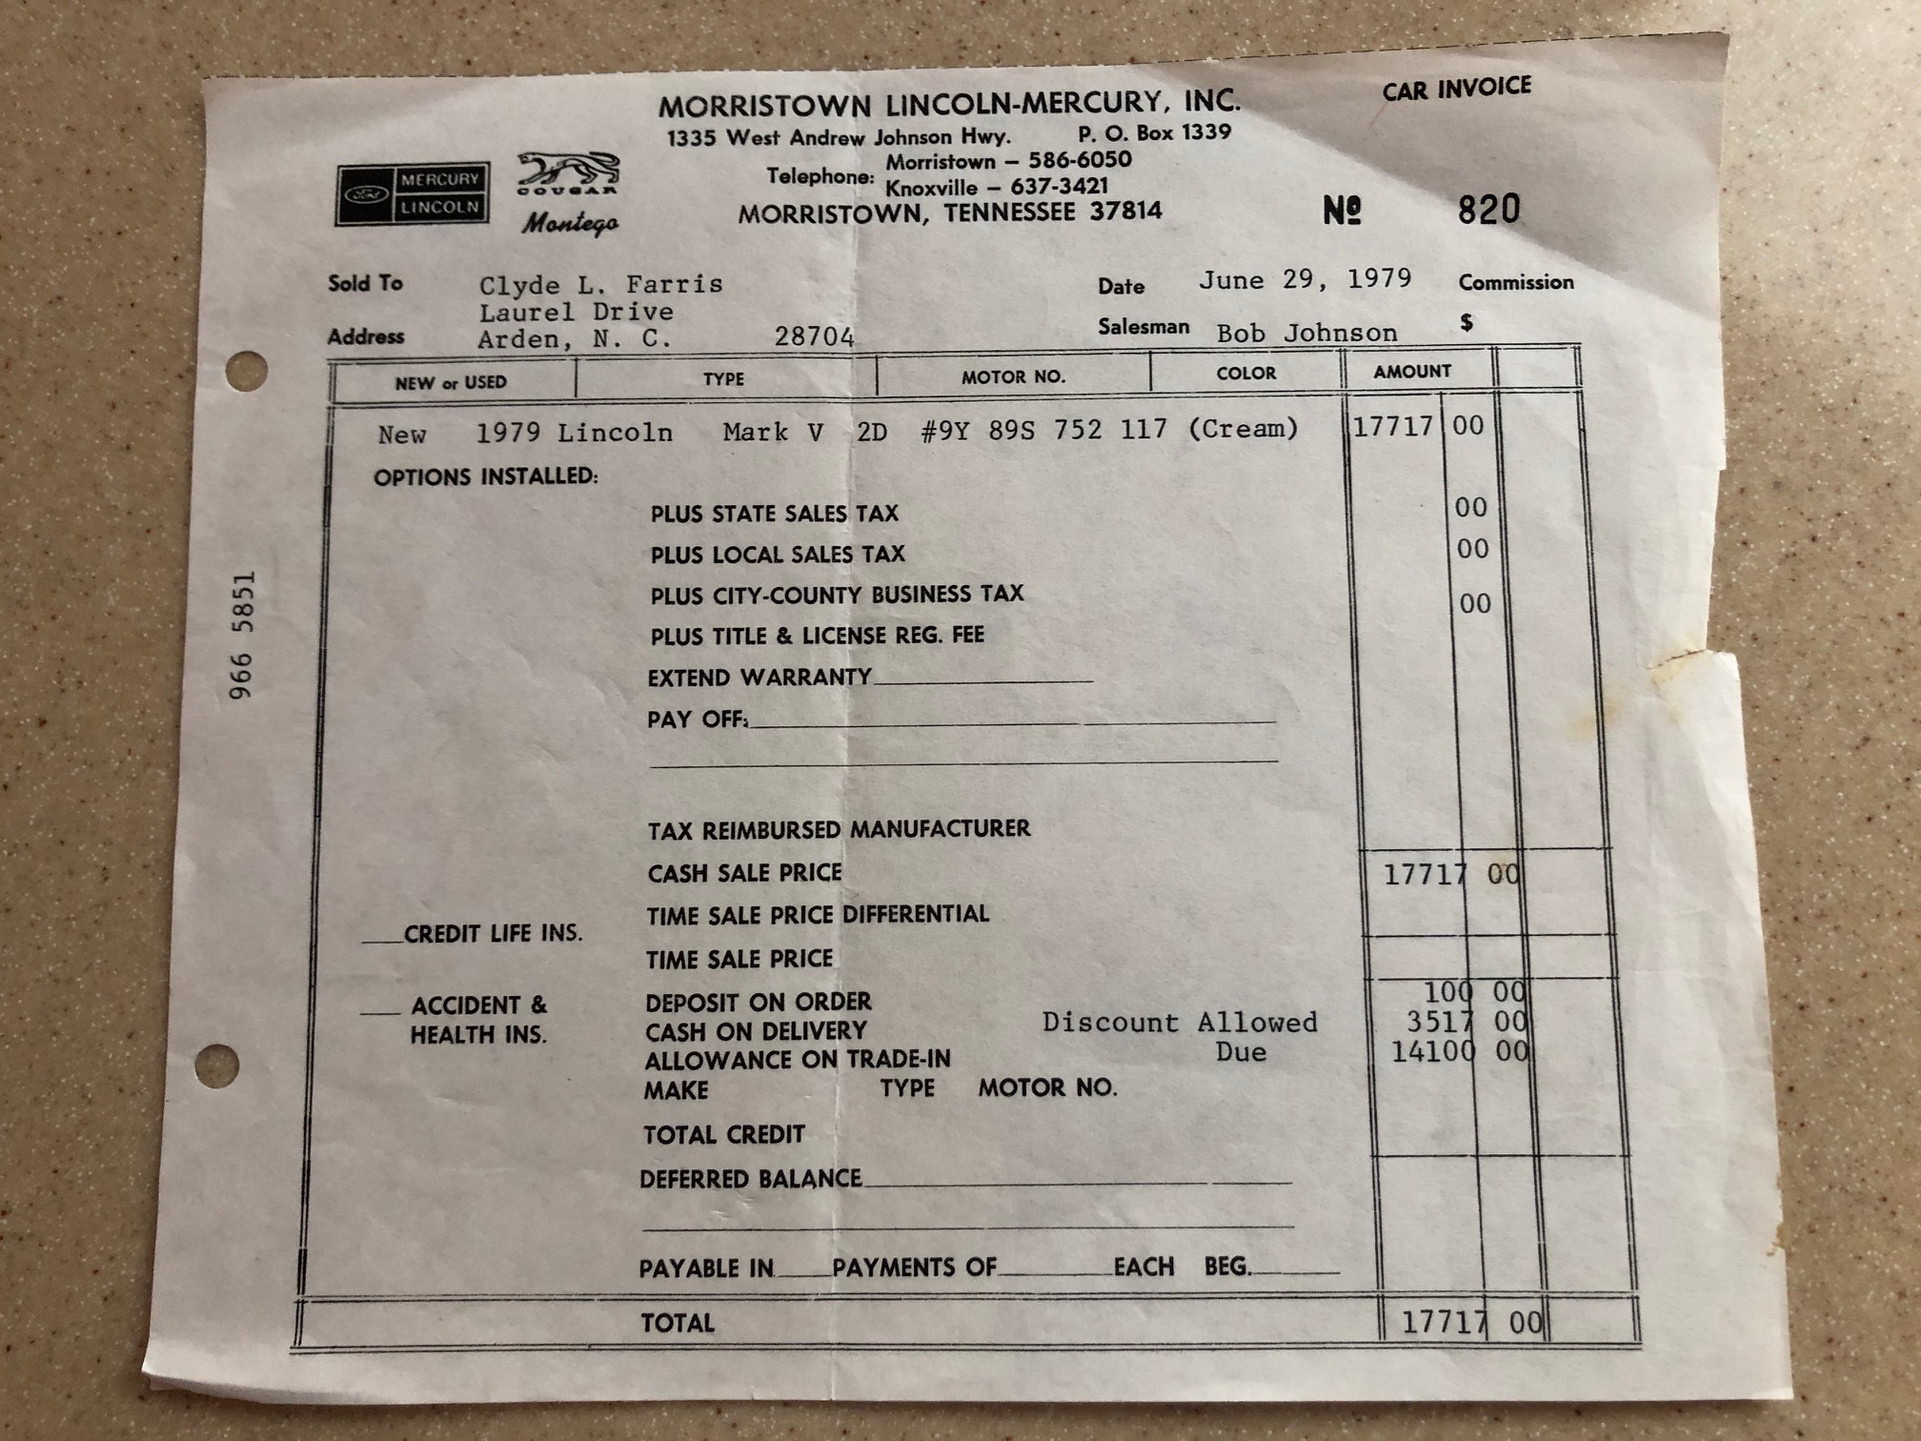 CAR INVOICE
MORRISTOWN LINCOLN-MERCURY, INC.
1335 West Andrew Johnson Hwy. P. O. Box 1339
Telephone: Morristown – 586-6050
Knoxville – 637-3421
MORRISTOWN, TENNESSEE 37814
Ford MERCURY LINCOLN
COUGAR
Montego
Nº 820
Sold To Clyde L. Farris
Laurel Drive
Address Arden, N. C. 28704
Date June 29, 1979 Commission
Salesman Bob Johnson $
NEW or USED TYPE MOTOR NO. COLOR AMOUNT
New 1979 Lincoln Mark V 2D #9Y 89S 752 117 (Cream) 17717 00
OPTIONS INSTALLED:
PLUS STATE SALES TAX 00
PLUS LOCAL SALES TAX 00
PLUS CITY-COUNTY BUSINESS TAX 00
PLUS TITLE & LICENSE REG. FEE
EXTEND WARRANTY
PAY OFF:
TAX REIMBURSED MANUFACTURER
CASH SALE PRICE 17717 00
TIME SALE PRICE DIFFERENTIAL
CREDIT LIFE INS.
TIME SALE PRICE
ACCIDENT & HEALTH INS.
DEPOSIT ON ORDER 100 00
CASH ON DELIVERY Discount Allowed 3517 00
ALLOWANCE ON TRADE-IN Due 14100 00
MAKE TYPE MOTOR NO.
TOTAL CREDIT
DEFERRED BALANCE
PAYABLE IN PAYMENTS OF EACH BEG.
TOTAL 17717 00
966 5851